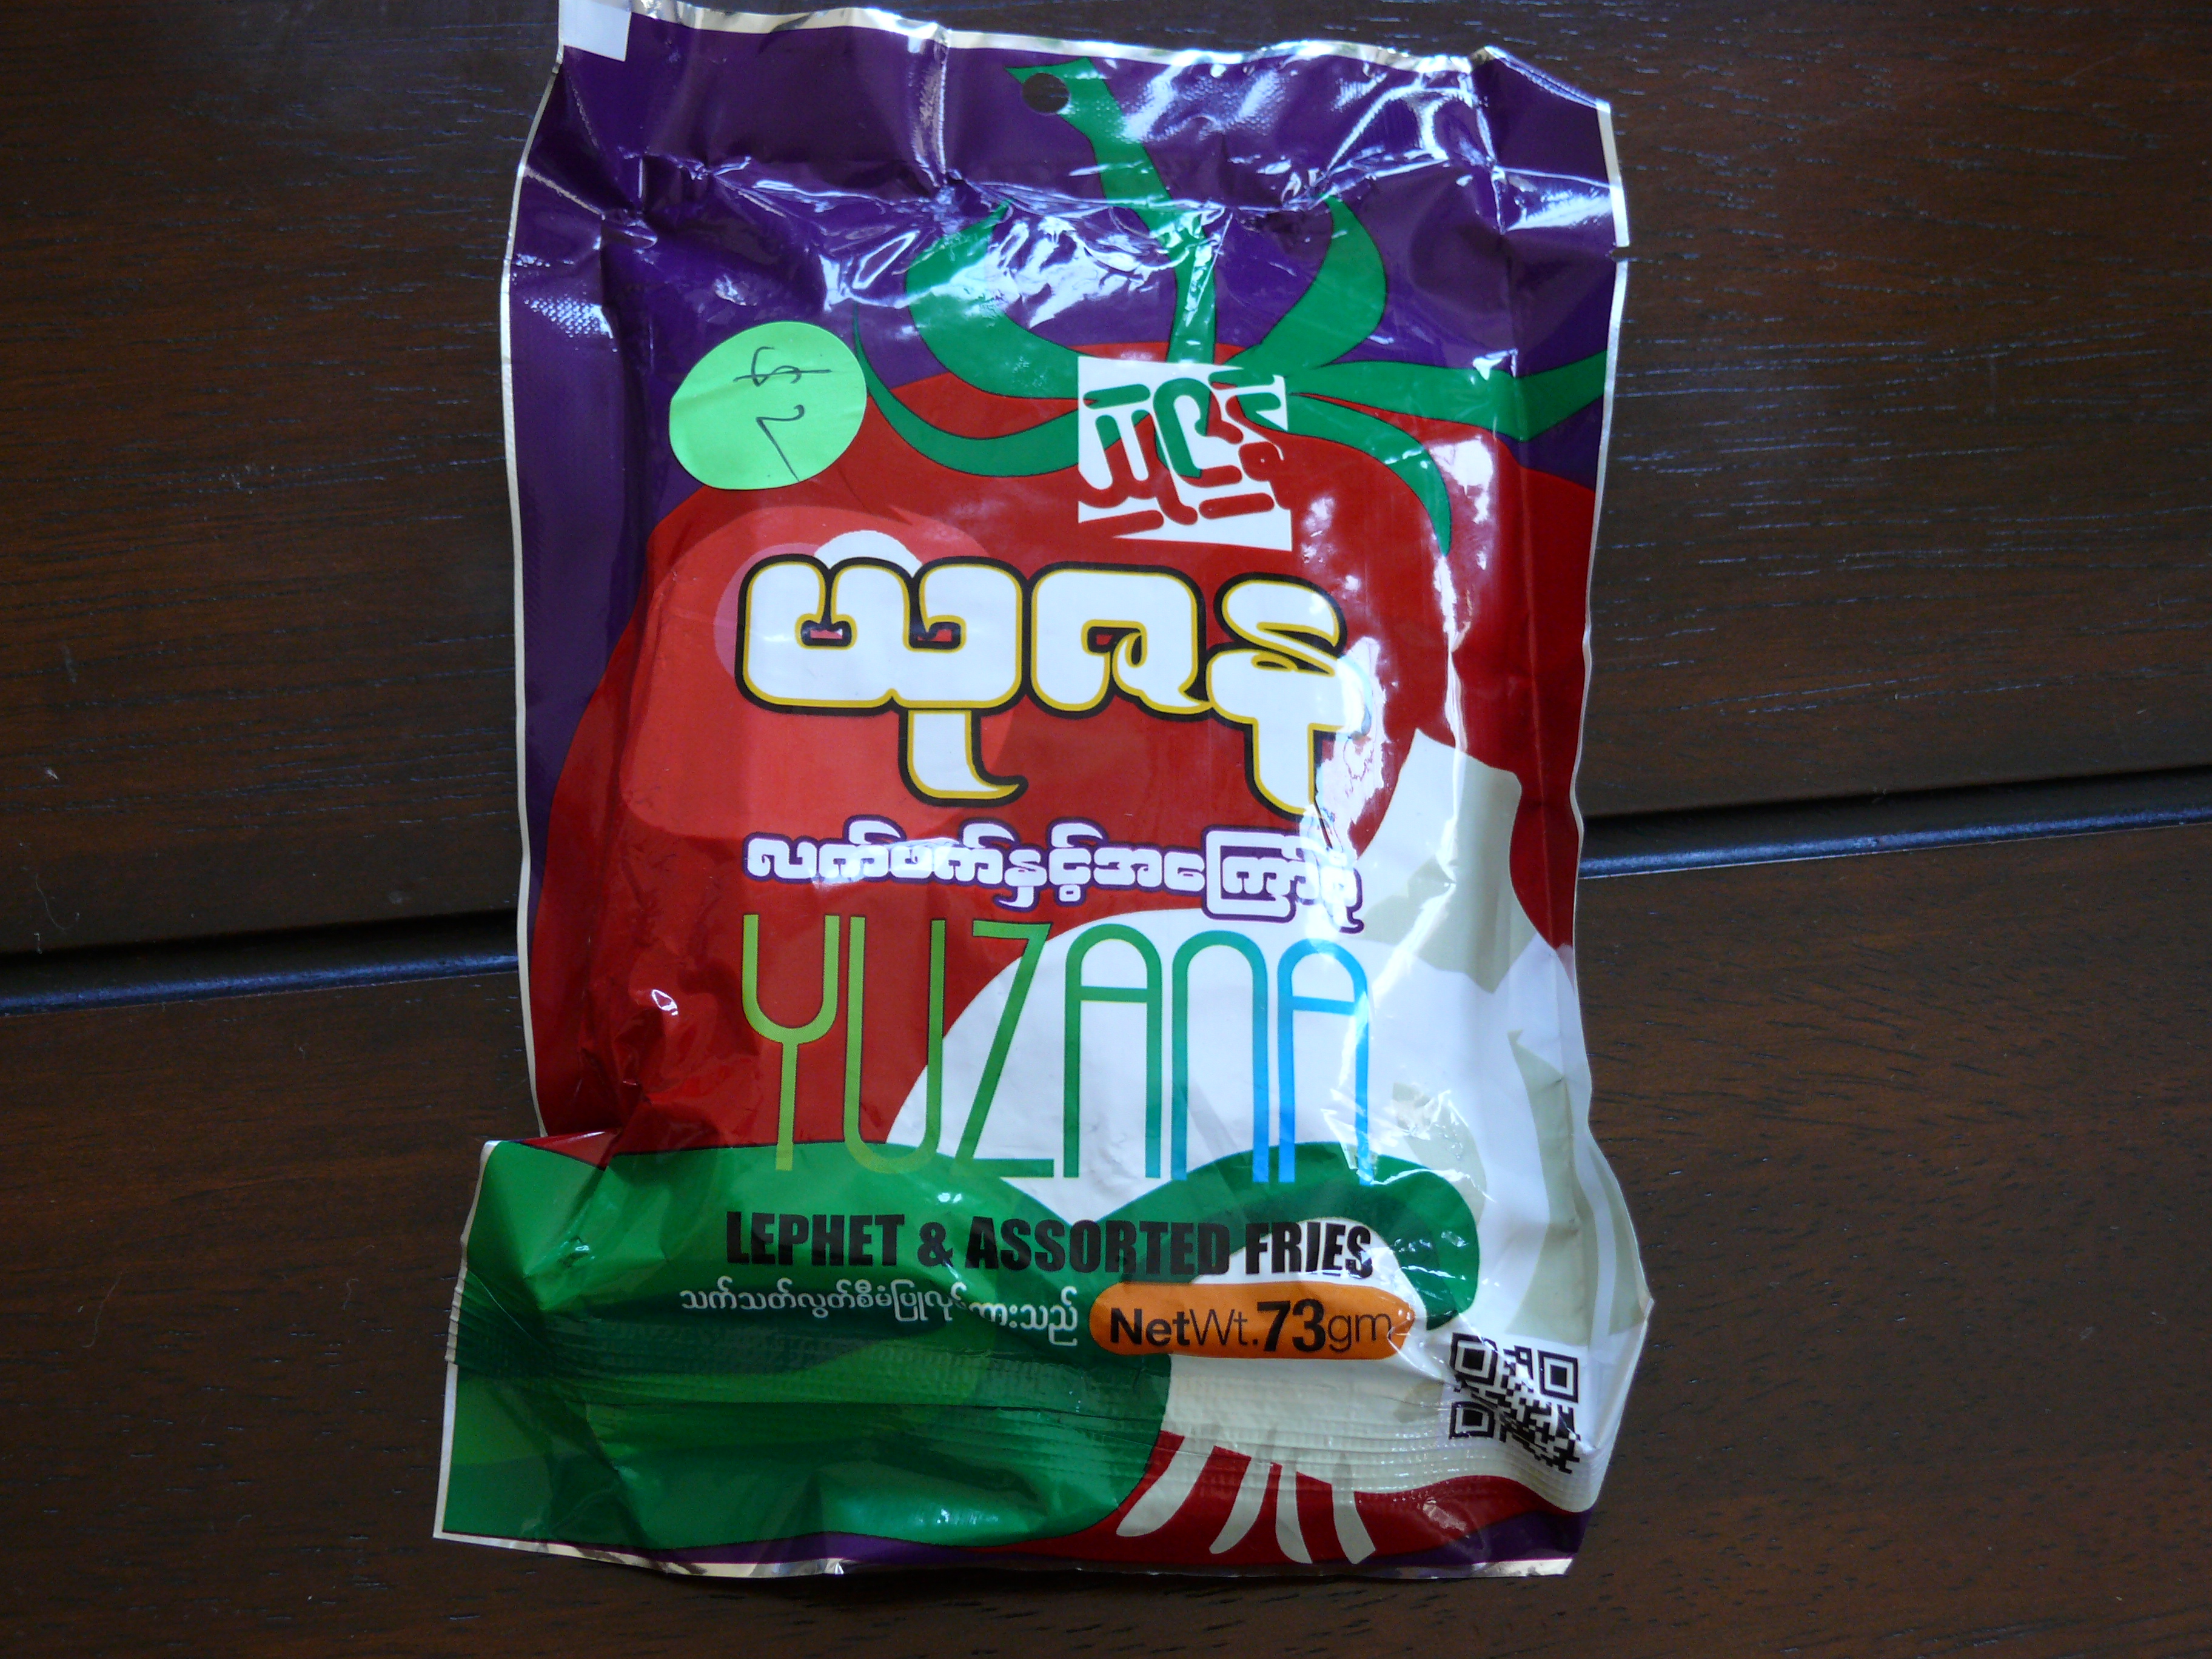 $2
ယုဇန
လက်ဖက်နှင့်အကြော်စုံ
YUZANA
LEPHET & ASSORTED FRIES
သက်သတ်လွတ်စီမံပြုလုပ်ထားသည်
NetWt.73gm